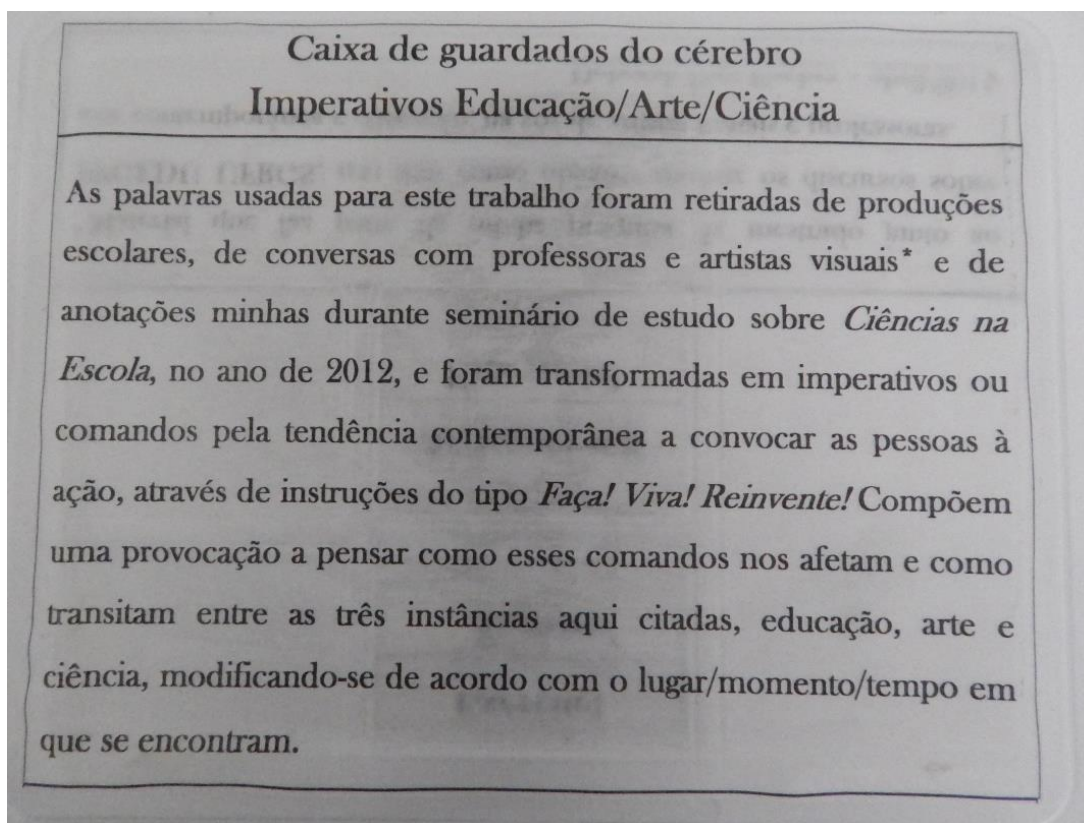 Caixa de guardados do cérebro
Imperativos Educação/Arte/Ciência
As palavras usadas para este trabalho foram retiradas de produções
escolares, de conversas com professoras e artistas visuais* e de
anotações minhas durante seminário de estudo sobre Ciências na
Escola, no ano de 2012, e foram transformadas em imperativos ou
comandos pela tendência contemporânea a convocar as pessoas à
ação, através de instruções do tipo Faça! Viva! Reinvente! Compõem
uma provocação a pensar como esses comandos nos afetam e como
transitam entre as três instâncias aqui citadas, educação, arte e
ciência, modificando-se de acordo com o lugar/momento/tempo em
que se encontram.